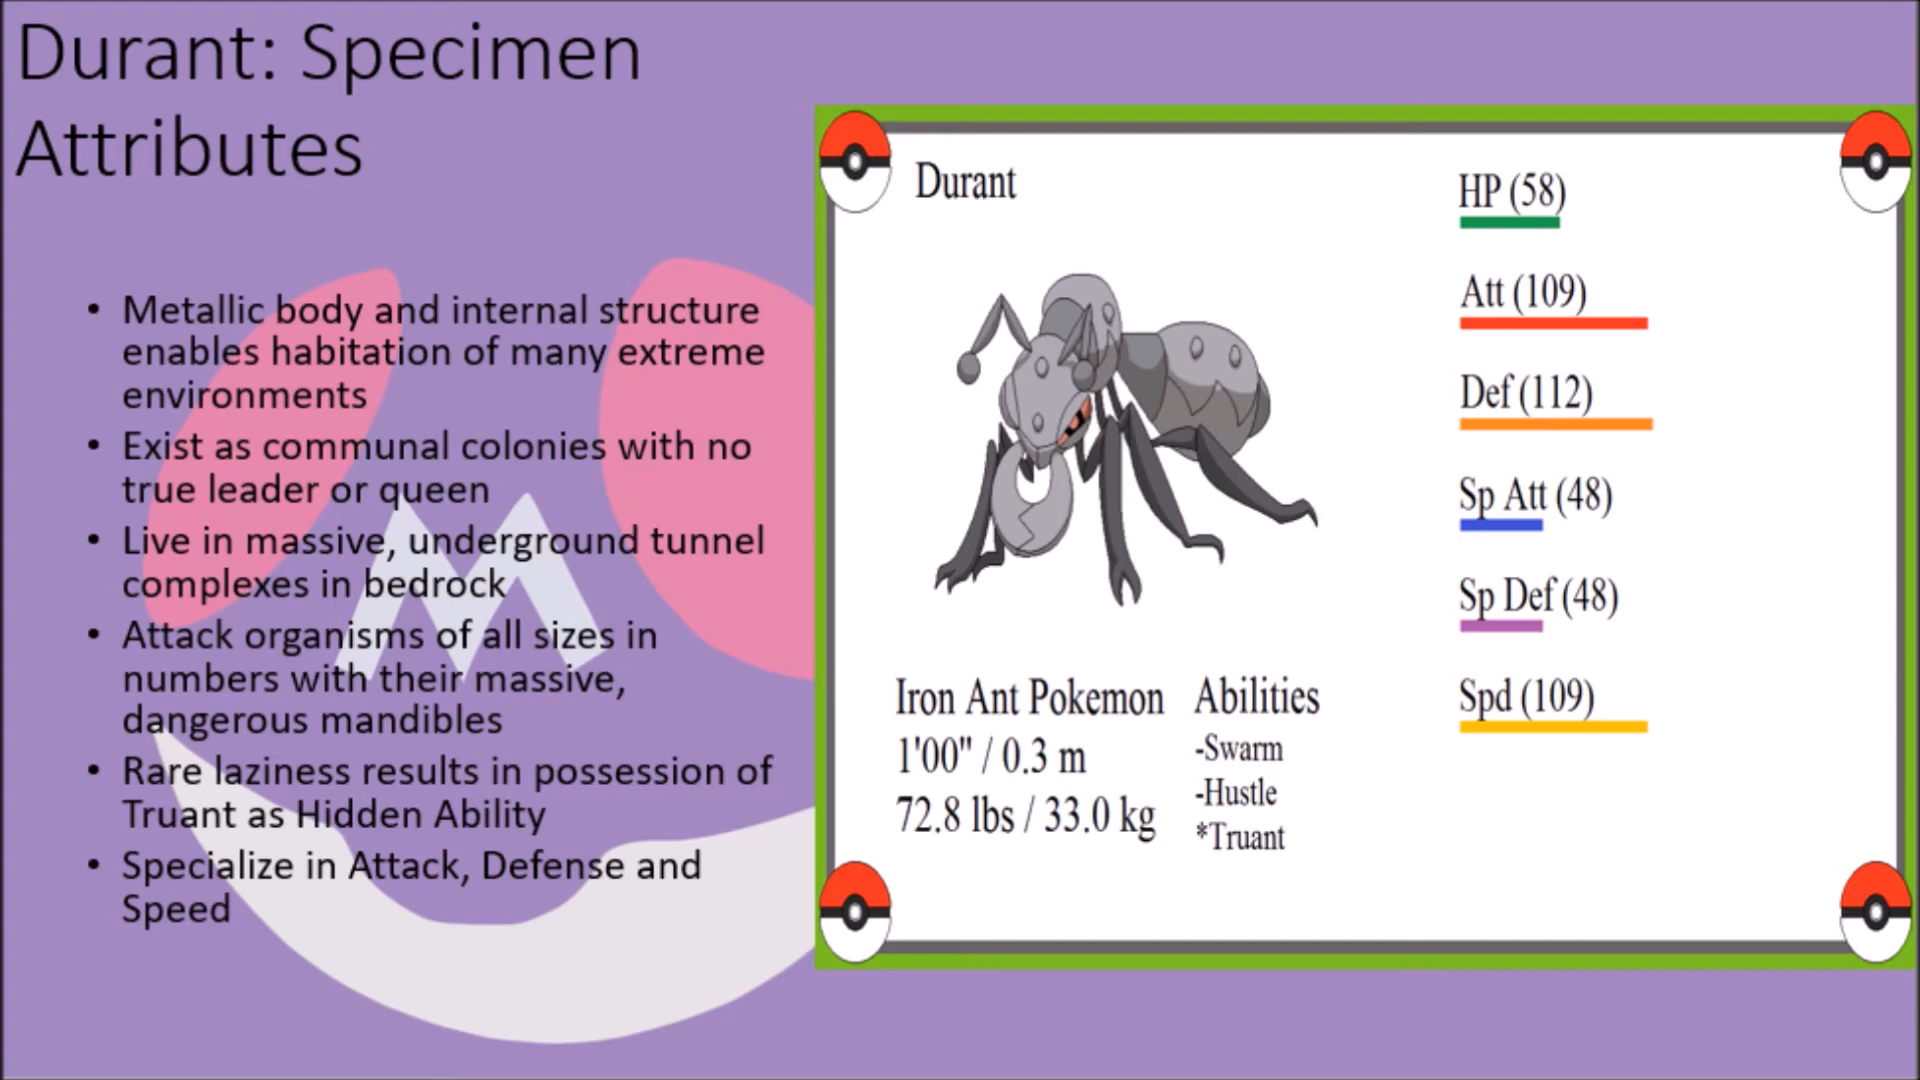 Durant: Specimen
Attributes
• Metallic body and internal structure
enables habitation of many extreme
environments
• Exist as communal colonies with no
true leader or queen
• Live in massive, underground tunnel
complexes in bedrock
• Attack organisms of all sizes in
numbers with their massive,
dangerous mandibles
• Rare laziness results in possession of
Truant as Hidden Ability
• Specialize in Attack, Defense and
Speed
M
Durant
Iron Ant Pokemon
1'00" / 0.3 m
72.8 lbs / 33.0 kg
Abilities
-Swarm
-Hustle
*Truant
HP (58)
Att (109)
Def (112)
Sp Att (48)
Sp Def (48)
Spd (109)